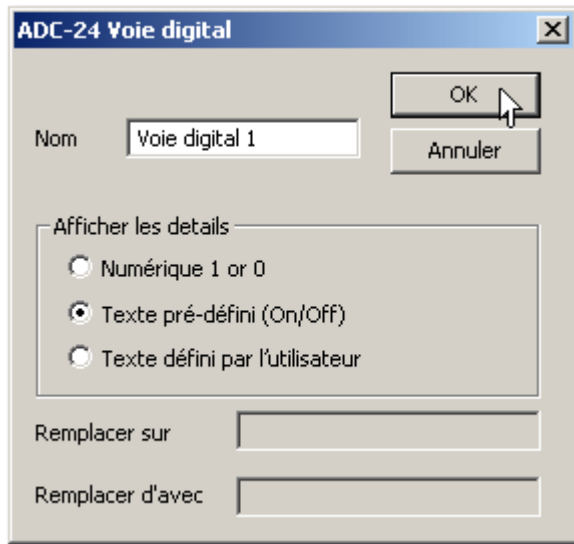 ADC-24 Voie digital
OK
Nom
Voie digital 1
Annuler
Afficher les details
Numérique 1 or 0
Texte pré-défini (On/Off)
Texte défini par l'utilisateur
Remplacer sur
Remplacer d'avec